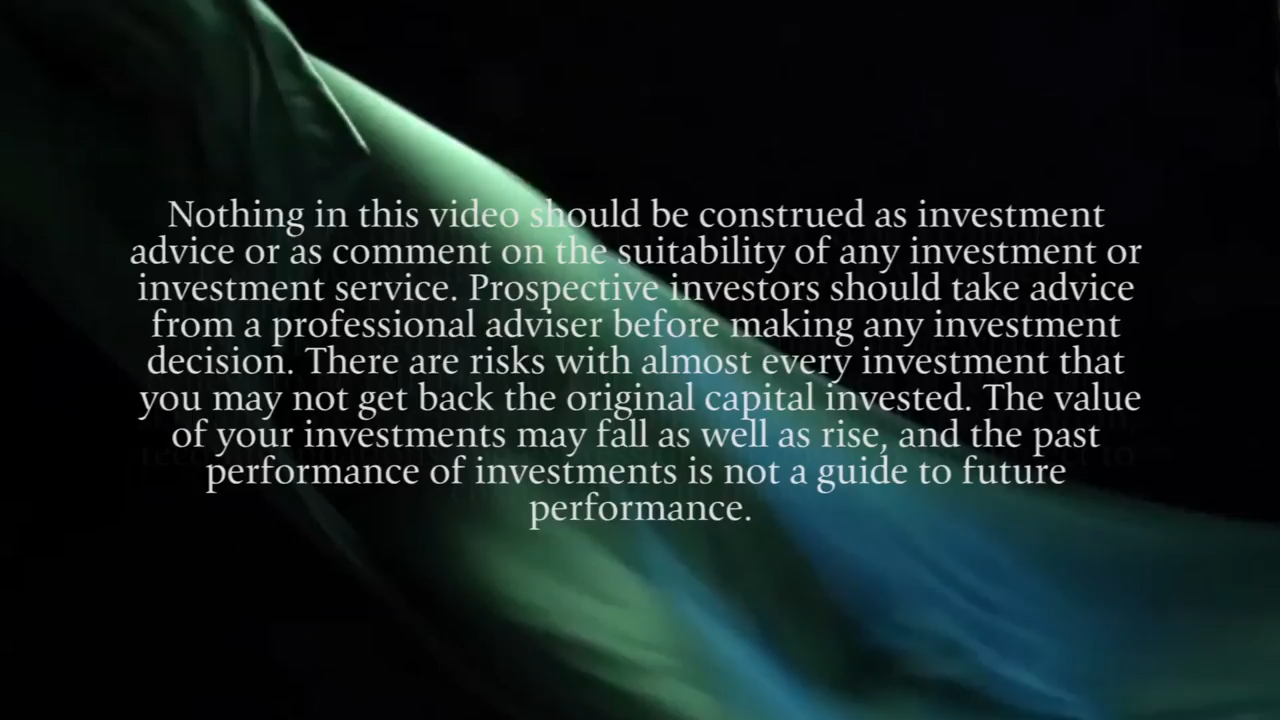 Nothing in this video should be construed as investment
advice or as comment on the suitability of any investment or
investment service. Prospective investors should take advice
from a professional adviser before making any investment
decision. There are risks with almost every investment that
you may not get back the original capital invested. The value
of your investments may fall as well as rise, and the past
performance of investments is not a guide to future
performance.